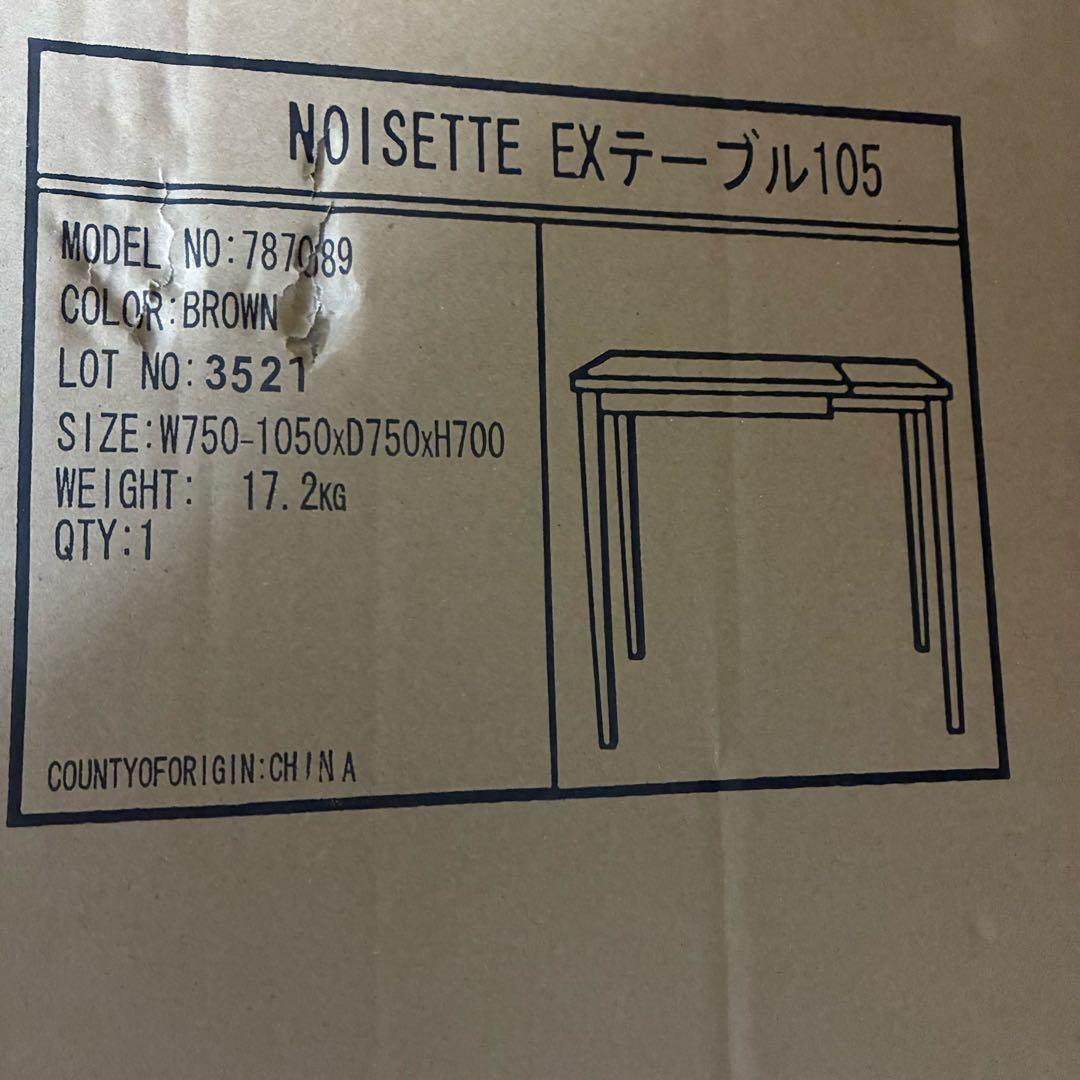 NOISETTE EXテーブル105
MODEL NO:787089
COLOR:BROWN
LOT NO:3521
SIZE:W750-1050xD750xH700
WEIGHT: 17.2KG
QTY:1
COUNTYOFORIGIN:CHINA